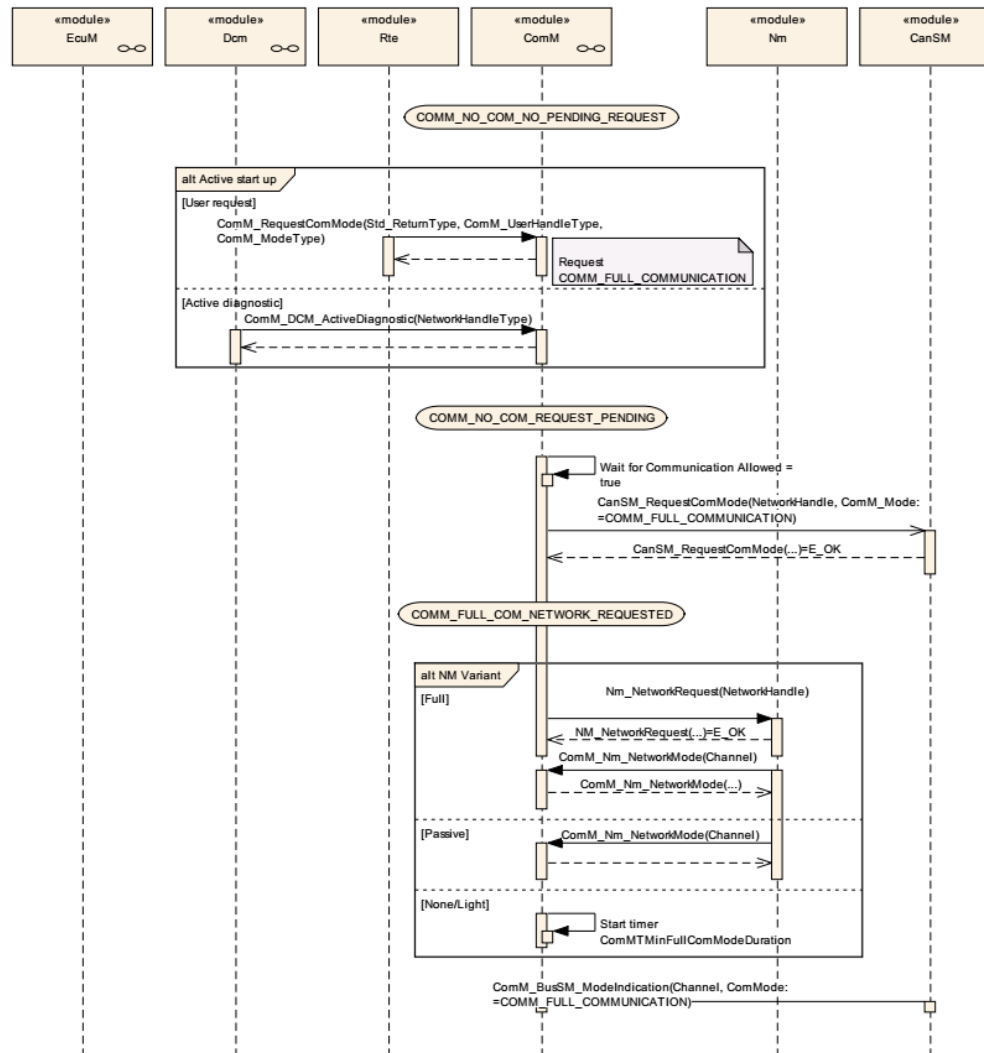 «module» «module» «module» «module» «module» «module»
EcuM Dcm Rte ComM Nm CanSM
COMM_NO_COM_NO_PENDING_REQUEST
alt Active start up
[User request]
ComM_RequestComMode(Std_ReturnType, ComM_UserHandleType,
ComM_ModeType)
Request
COMM_FULL_COMMUNICATION
[Active diagnostic]
ComM_DCM_ActiveDiagnostic(NetworkHandleType)
COMM_NO_COM_REQUEST_PENDING
Wait for Communication Allowed =
true
CanSM_RequestComMode(NetworkHandle, ComM_Mode:
=COMM_FULL_COMMUNICATION)
CanSM_RequestComMode(...)=E_OK
COMM_FULL_COM_NETWORK_REQUESTED
alt NM Variant
[Full]
Nm_NetworkRequest(NetworkHandle)
NM_NetworkRequest(...)=E_OK
ComM_Nm_NetworkMode(Channel)
ComM_Nm_NetworkMode(...)
[Passive]
ComM_Nm_NetworkMode(Channel)
[None/Light]
Start timer
ComMTMinFullComModeDuration
ComM_BusSM_ModeIndication(Channel, ComMode:
=COMM_FULL_COMMUNICATION)